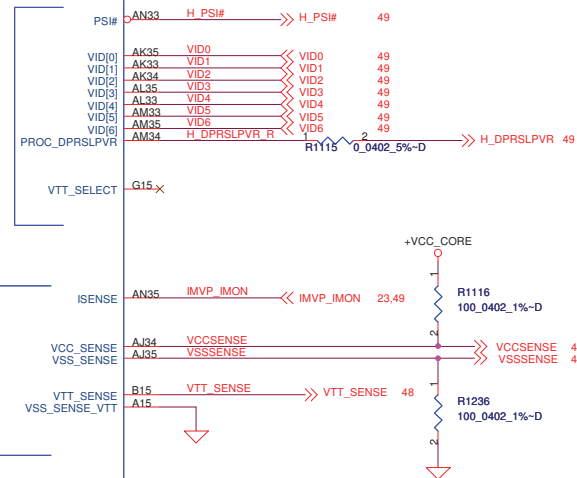 PSI# AN33 H_PSI# H_PSI# 49
VID[0] AK35 VID0 VID0 49
VID[1] AK33 VID1 VID1 49
VID[2] AK34 VID2 VID2 49
VID[3] AL35 VID3 VID3 49
VID[4] AL33 VID4 VID4 49
VID[5] AM33 VID5 VID5 49
VID[6] AM35 VID6 VID6 49
PROC_DPRSLPVR AM34 H_DPRSLPVR_R 1 2 H_DPRSLPVR 49
R1115 0_0402_5%~D
VTT_SELECT G15
+VCC_CORE
1
ISENSE AN35 IMVP_IMON IMVP_IMON 23,49
R1116
100_0402_1%~D
2
VCC_SENSE AJ34 VCCSENSE VCCSENSE 4
VSS_SENSE AJ35 VSSSENSE VSSSENSE 4
1
VTT_SENSE B15 VTT_SENSE VTT_SENSE 48
VSS_SENSE_VTT A15
R1236
100_0402_1%~D
2